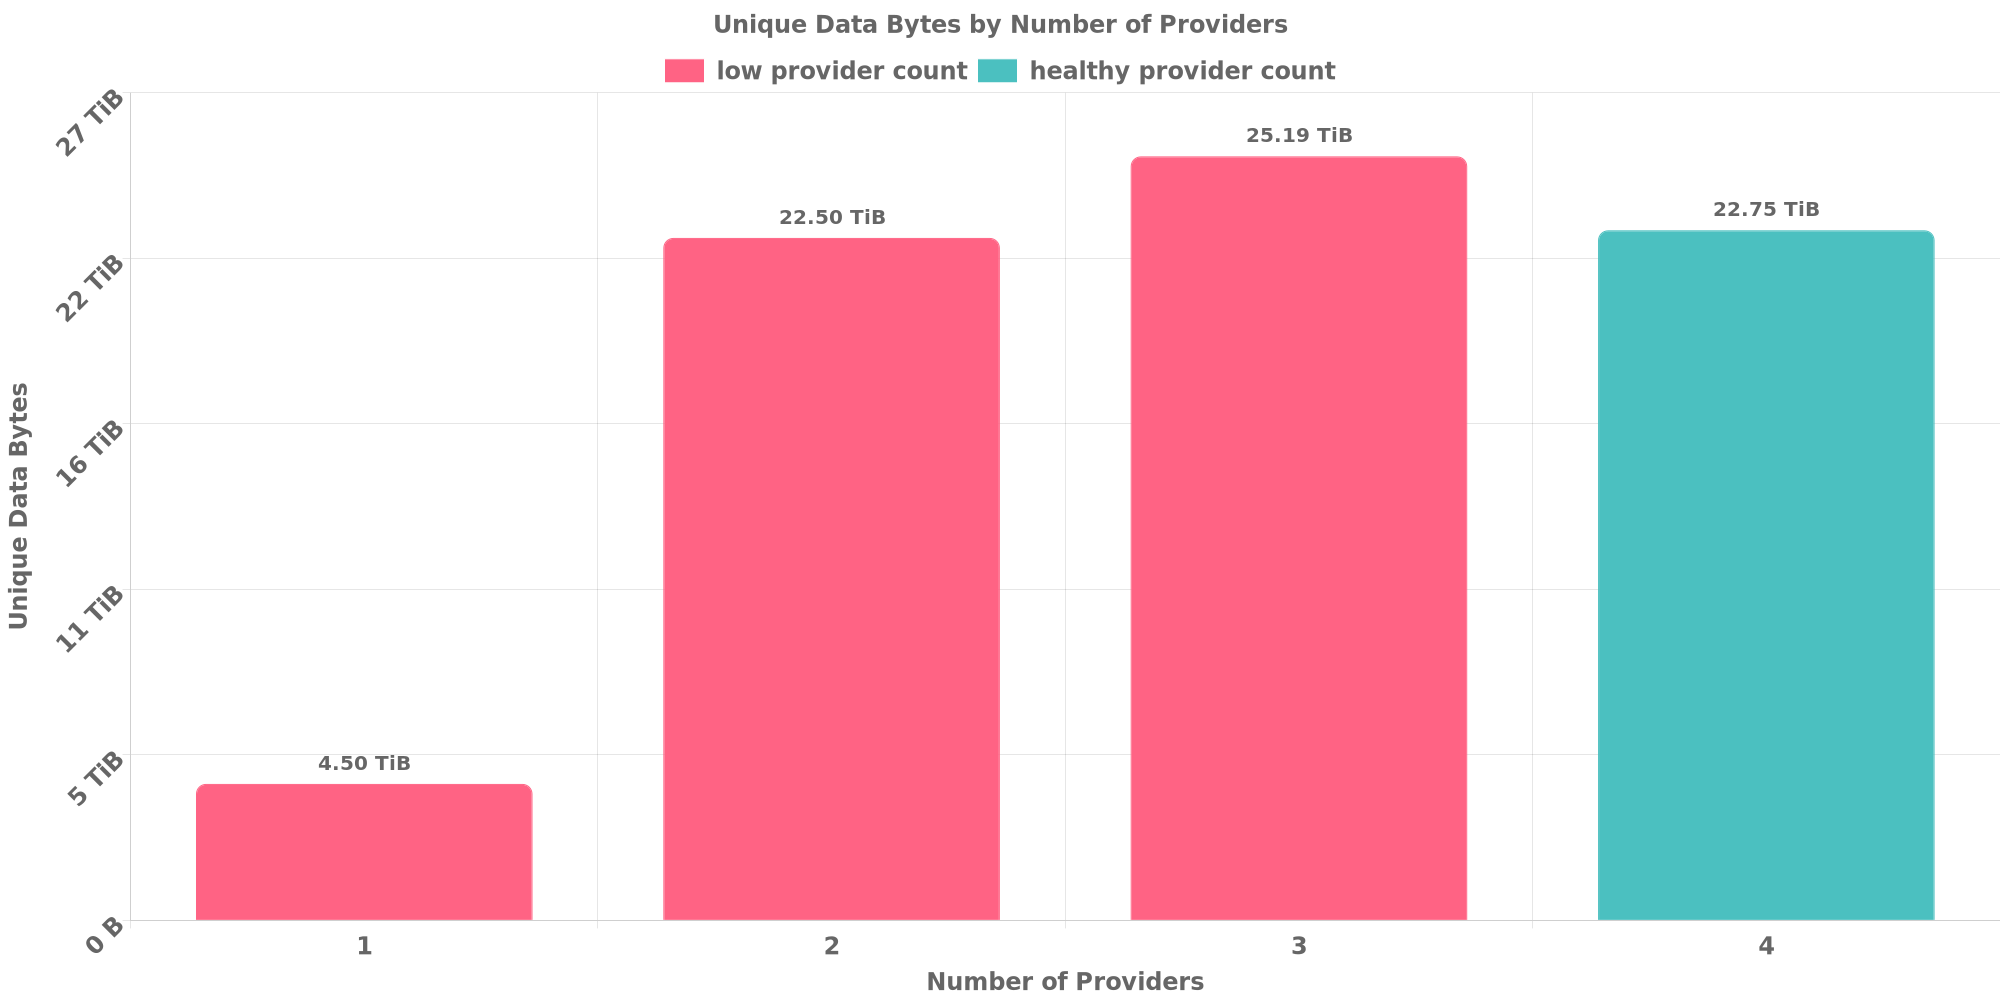 Unique Data Bytes by Number of Providers
low provider count healthy provider count
27 TiB
22 TiB
16 TiB
11 TiB
5 TiB
0 B
Unique Data Bytes
4.50 TiB
22.50 TiB
25.19 TiB
22.75 TiB
1 2 3 4
Number of Providers